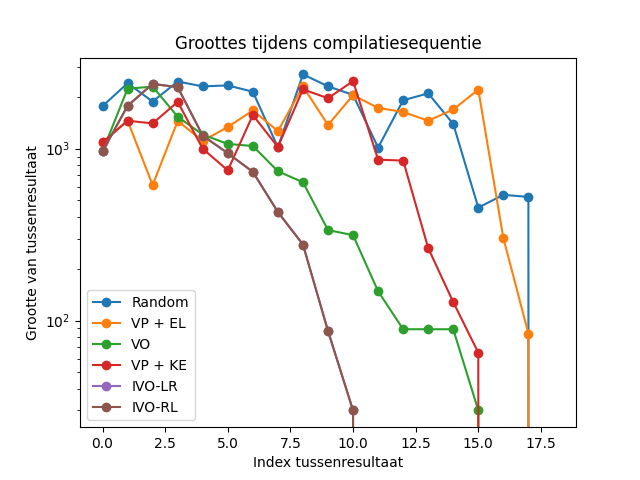 Groottes tijdens compilatiesequentie
Grootte van tussenresultaat
10³
10²
Random
VP + EL
VO
VP + KE
IVO-LR
IVO-RL
0.0 2.5 5.0 7.5 10.0 12.5 15.0 17.5
Index tussenresultaat